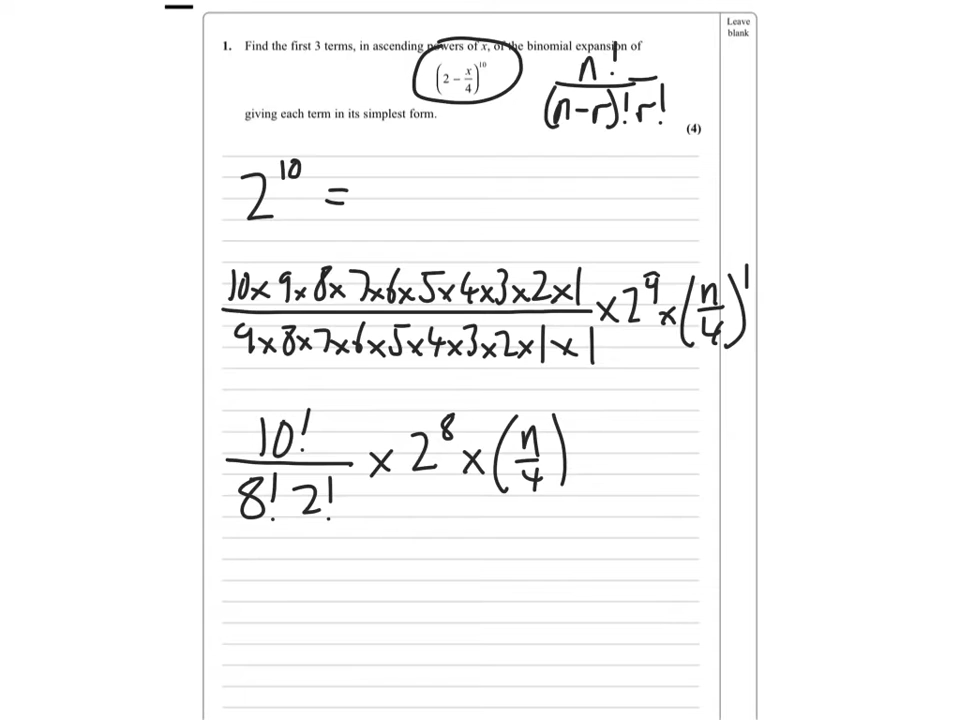 Leave
blank
1. Find the first 3 terms, in ascending powers of x, of the binomial expansion of
(2 − x/4)^10
n!/(n−r)!r!
giving each term in its simplest form.
(4)
2^10 =
10×9×8×7×6×5×4×3×2×1 / 9×8×7×6×5×4×3×2×1×1 × 2^9 × (n/4)^1
10!/8!2! × 2^8 × (n/4)